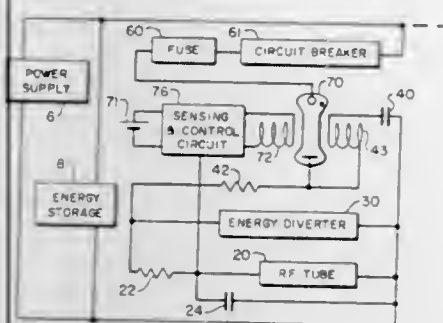 60
61
FUSE
CIRCUIT BREAKER
70
40
POWER
SUPPLY
6
71
76
SENSING
& CONTROL
CIRCUIT
72
43
42
8
ENERGY
STORAGE
30
ENERGY DIVERTER
20
RF TUBE
22
24